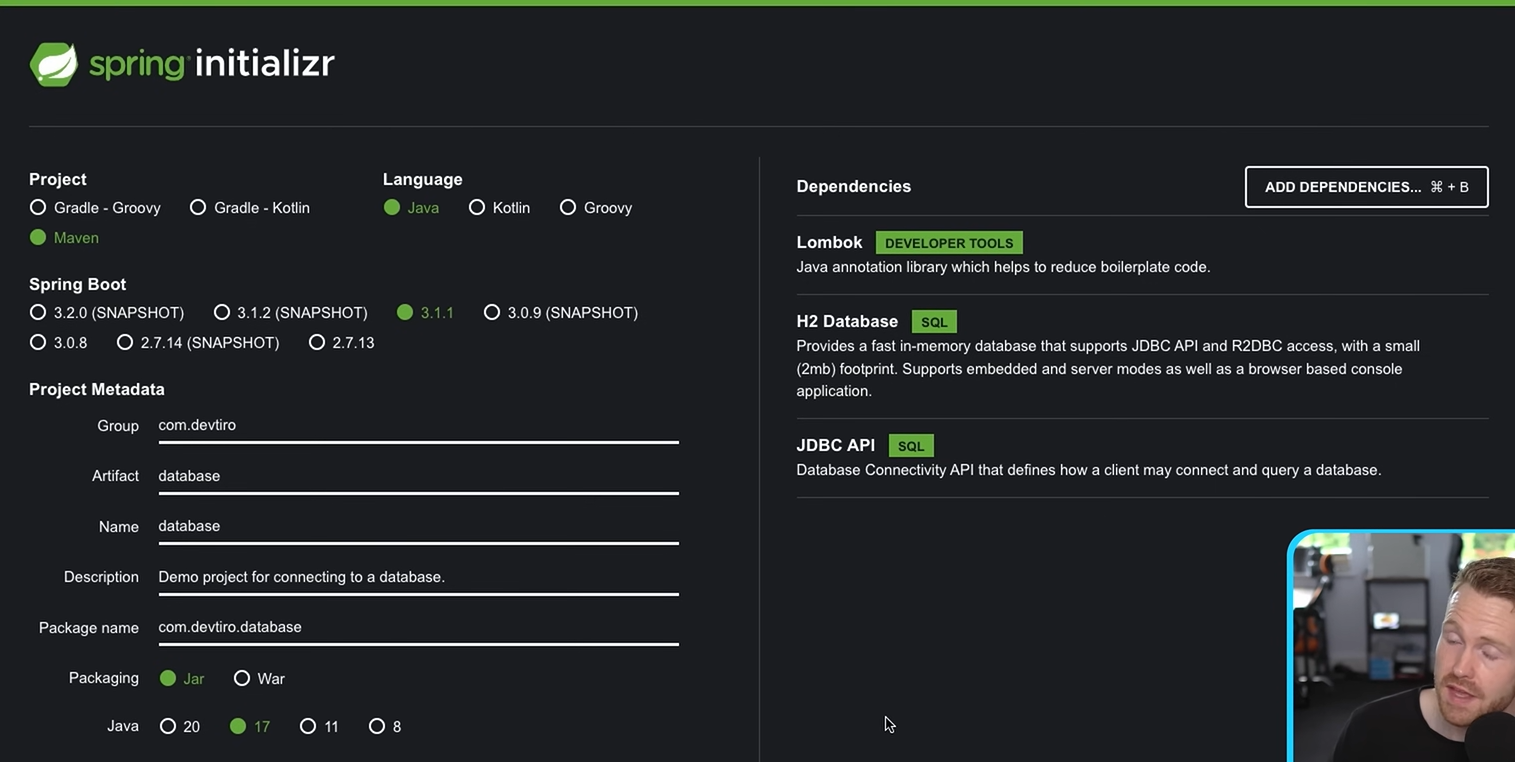 spring initializr
Project
Gradle - Groovy Gradle - Kotlin
Maven
Language
Java Kotlin Groovy
Spring Boot
3.2.0 (SNAPSHOT) 3.1.2 (SNAPSHOT) 3.1.1 3.0.9 (SNAPSHOT)
3.0.8 2.7.14 (SNAPSHOT) 2.7.13
Project Metadata
Group com.devtiro
Artifact database
Name database
Description Demo project for connecting to a database.
Package name com.devtiro.database
Packaging Jar War
Java 20 17 11 8
Dependencies
ADD DEPENDENCIES... ⌘ + B
Lombok DEVELOPER TOOLS
Java annotation library which helps to reduce boilerplate code.
H2 Database SQL
Provides a fast in-memory database that supports JDBC API and R2DBC access, with a small
(2mb) footprint. Supports embedded and server modes as well as a browser based console
application.
JDBC API SQL
Database Connectivity API that defines how a client may connect and query a database.